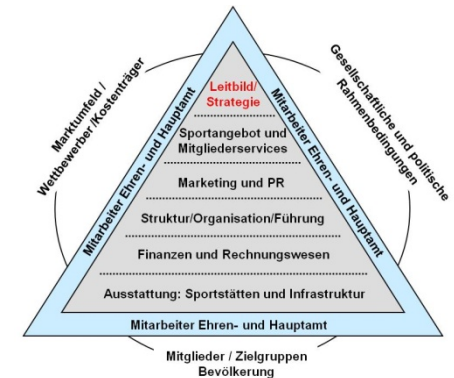 Marktumfeld /
Wettbewerber /Kostenträger
Gesellschaftliche und politische
Rahmenbedingungen
Mitarbeiter Ehren- und Hauptamt
Mitarbeiter Ehren- und Hauptamt
Leitbild/
Strategie
Sportangebot und
Mitgliederservices
Marketing und PR
Struktur/Organisation/Führung
Finanzen und Rechnungswesen
Ausstattung: Sportstätten und Infrastruktur
Mitarbeiter Ehren- und Hauptamt
Mitglieder / Zielgruppen
Bevölkerung